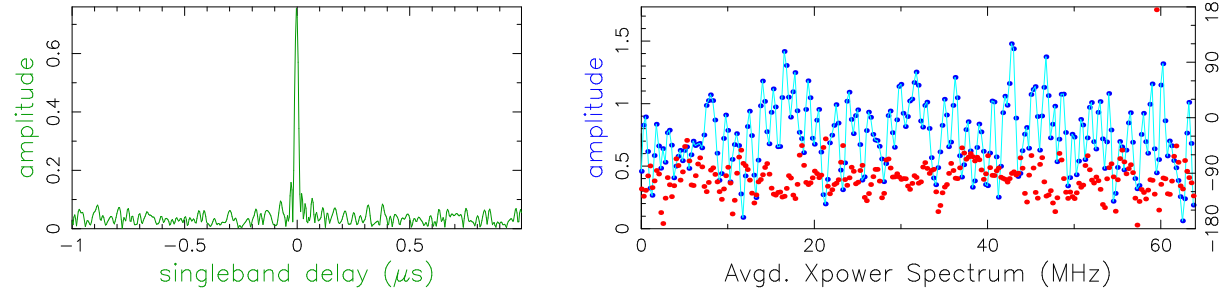 amplitude
0 0.2 0.4 0.6
−1 −0.5 0 0.5
singleband delay (μs)
amplitude
0 0.5 1 1.5
0 20 40 60
Avgd. Xpower Spectrum (MHz)
−180 −90 0 90 18